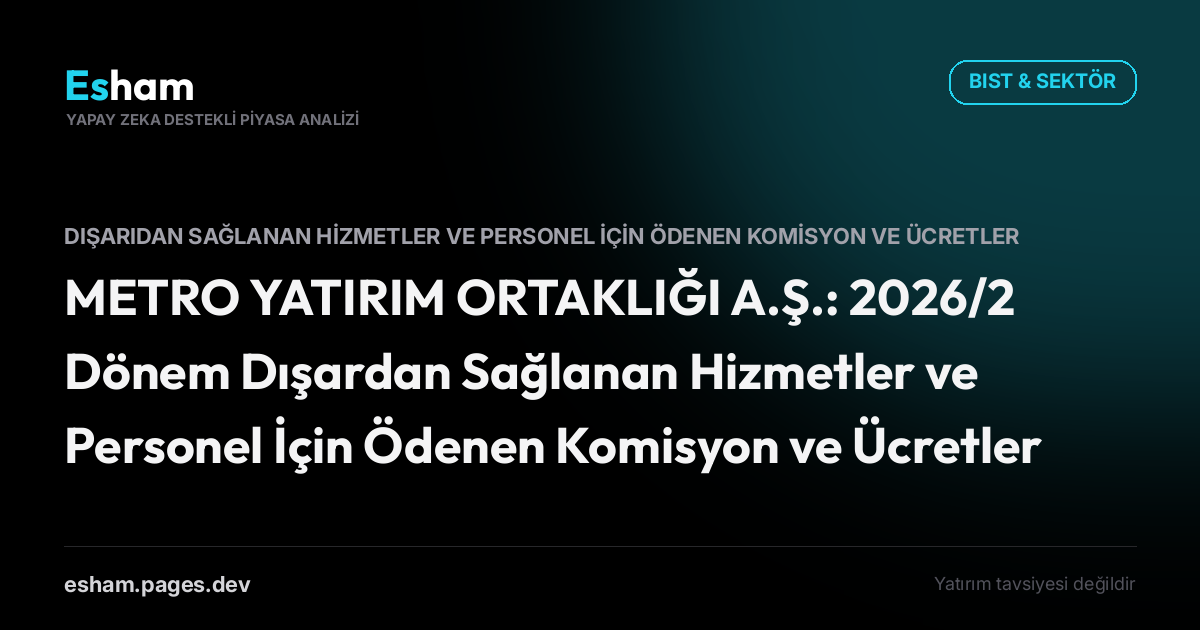 Esham
YAPAY ZEKA DESTEKLİ PİYASA ANALİZİ
BIST & SEKTÖR
DIŞARIDAN SAĞLANAN HİZMETLER VE PERSONEL İÇİN ÖDENEN KOMİSYON VE ÜCRETLER
METRO YATIRIM ORTAKLIĞI A.Ş.: 2026/2
Dönem Dışardan Sağlanan Hizmetler ve
Personel İçin Ödenen Komisyon ve Ücretler
esham.pages.dev
Yatırım tavsiyesi değildir